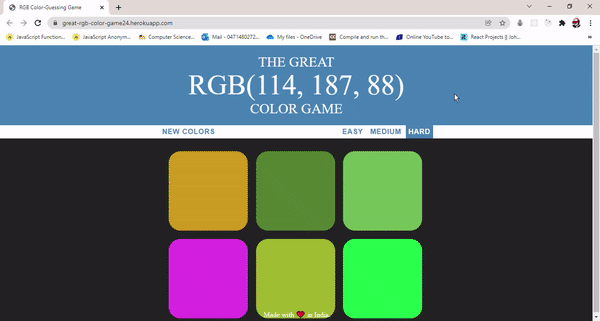 RGB Color-Guessing Game
great-rgb-color-game24.herokuapp.com
JavaScript Function... JavaScript Anonym... Computer Science... Mail - 0471480272... My files - OneDrive Compile and run th... Online YouTube to... React Projects || Joh...
THE GREAT
RGB(114, 187, 88)
COLOR GAME
NEW COLORS EASY MEDIUM HARD
Made with ❤ in India.